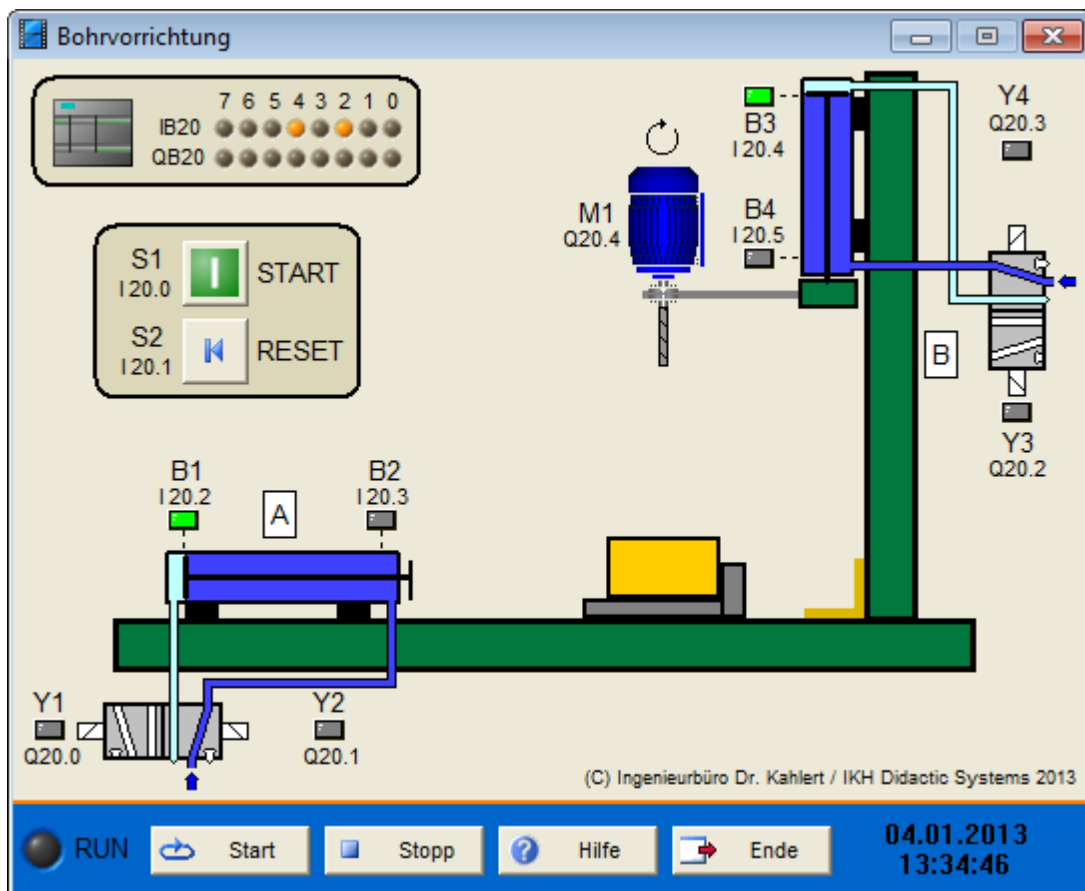 Bohrvorrichtung
7 6 5 4 3 2 1 0
IB20
QB20
S1
I 20.0
START
S2
I 20.1
RESET
B3
I 20.4
B4
I 20.5
M1
Q20.4
Y4
Q20.3
B
Y3
Q20.2
B1
I 20.2
A
B2
I 20.3
Y1
Q20.0
Y2
Q20.1
(C) Ingenieurbüro Dr. Kahlert / IKH Didactic Systems 2013
RUN
Start
Stopp
Hilfe
Ende
04.01.2013
13:34:46